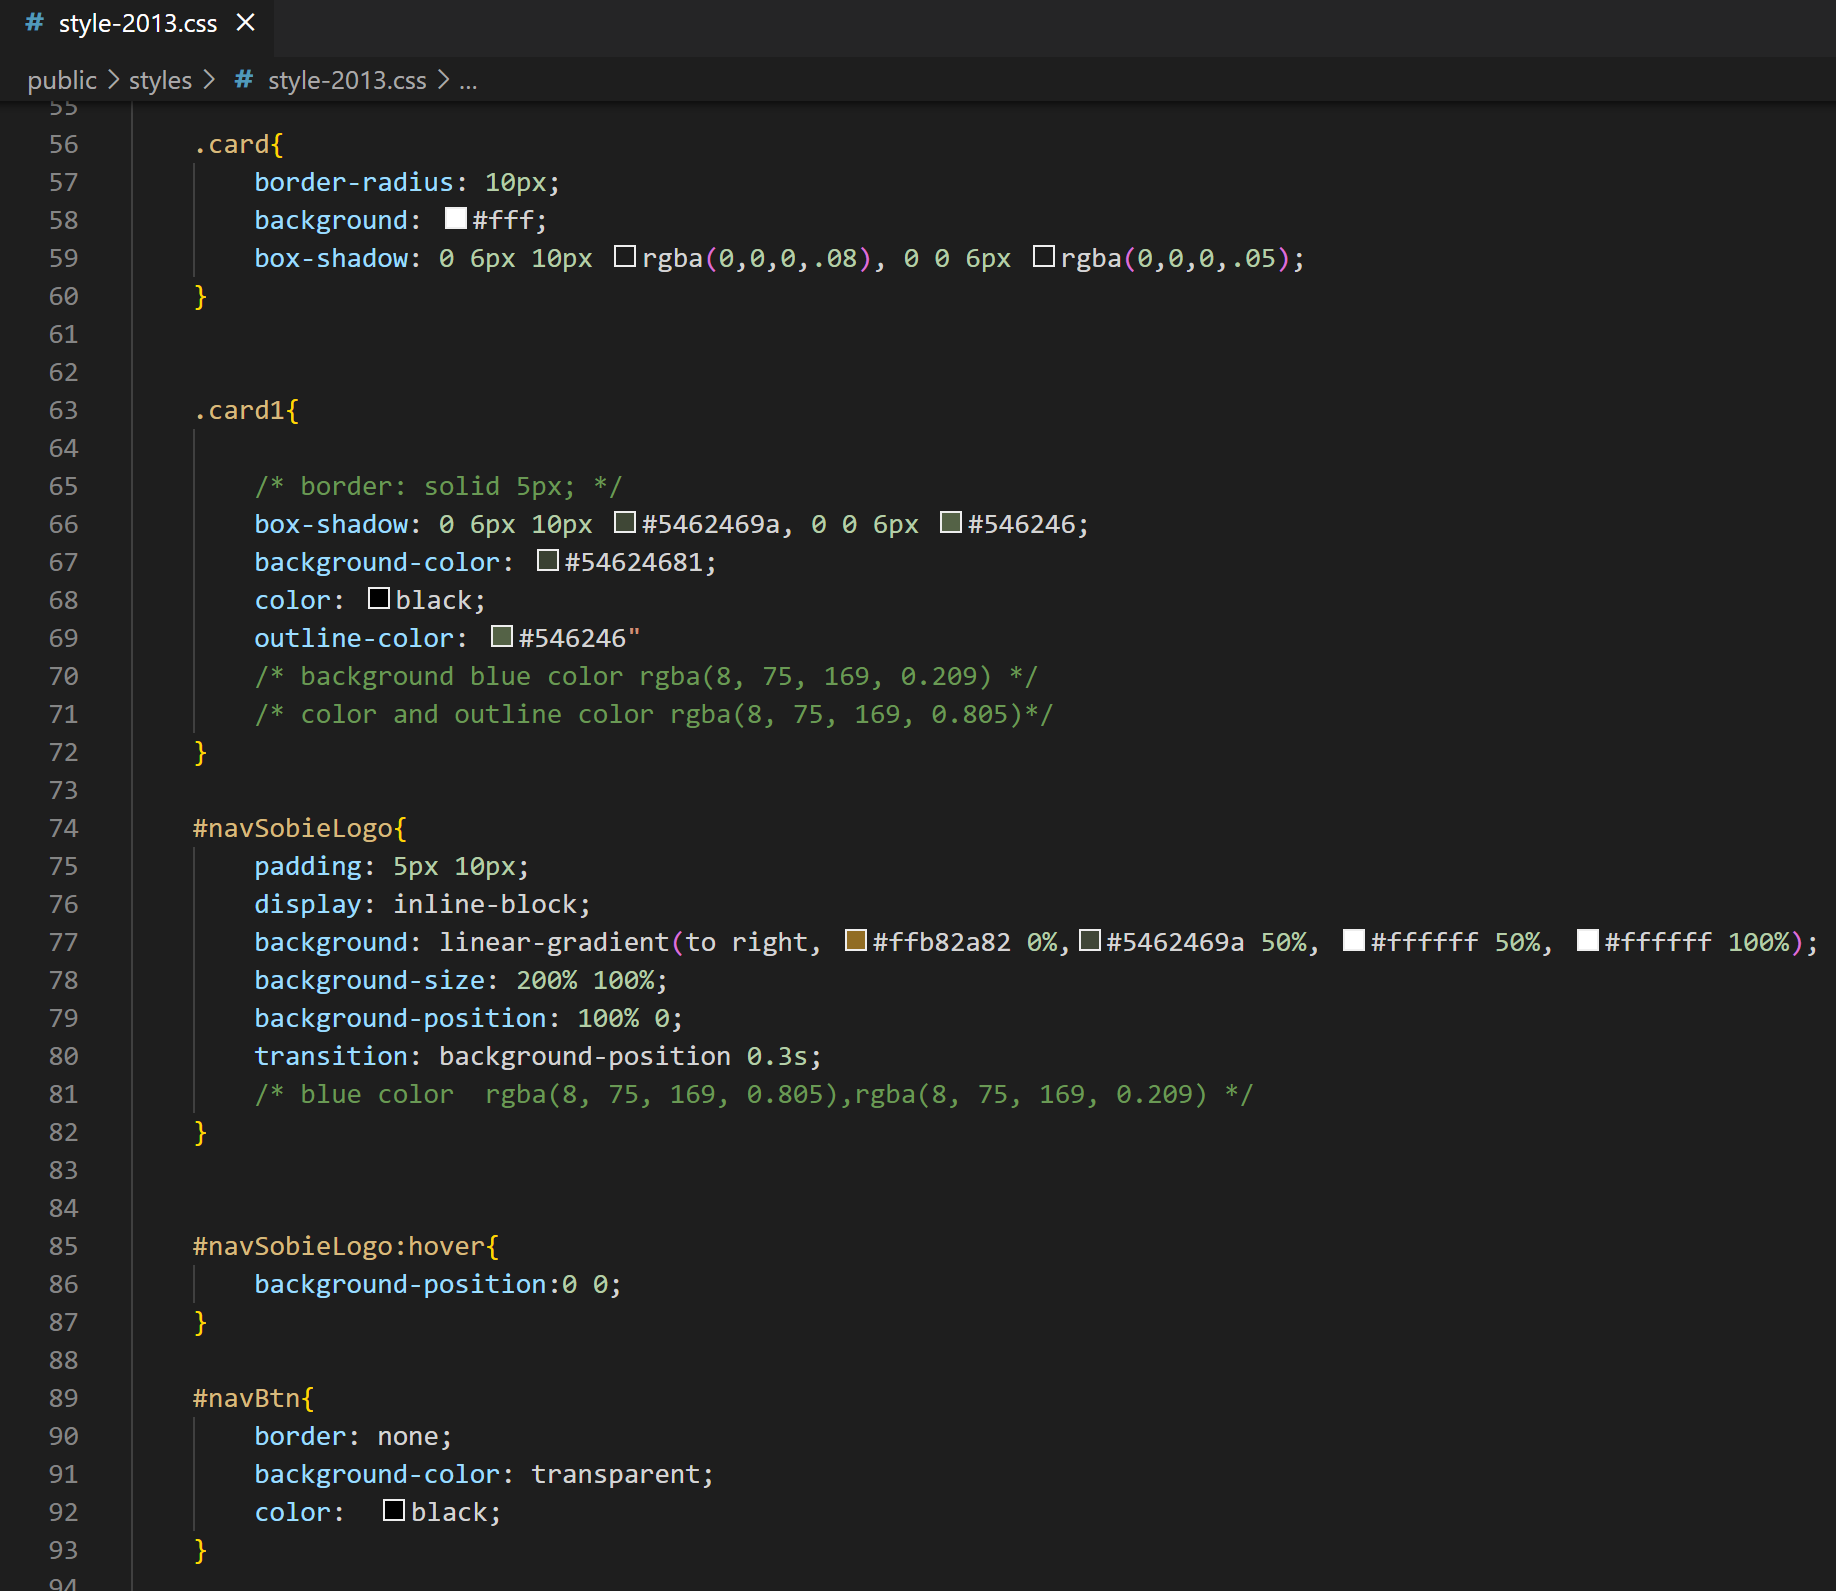 # style-2013.css ×
public > styles > # style-2013.css > ...
55
56 .card{
57 border-radius: 10px;
58 background: #fff;
59 box-shadow: 0 6px 10px rgba(0,0,0,.08), 0 0 6px rgba(0,0,0,.05);
60 }
61
62
63 .card1{
64
65 /* border: solid 5px; */
66 box-shadow: 0 6px 10px #5462469a, 0 0 6px #546246;
67 background-color: #54624681;
68 color: black;
69 outline-color: #546246"
70 /* background blue color rgba(8, 75, 169, 0.209) */
71 /* color and outline color rgba(8, 75, 169, 0.805)*/
72 }
73
74 #navSobieLogo{
75 padding: 5px 10px;
76 display: inline-block;
77 background: linear-gradient(to right, #ffb82a82 0%, #5462469a 50%, #ffffff 50%, #ffffff 100%);
78 background-size: 200% 100%;
79 background-position: 100% 0;
80 transition: background-position 0.3s;
81 /* blue color  rgba(8, 75, 169, 0.805),rgba(8, 75, 169, 0.209) */
82 }
83
84
85 #navSobieLogo:hover{
86 background-position:0 0;
87 }
88
89 #navBtn{
90 border: none;
91 background-color: transparent;
92 color:  black;
93 }
94